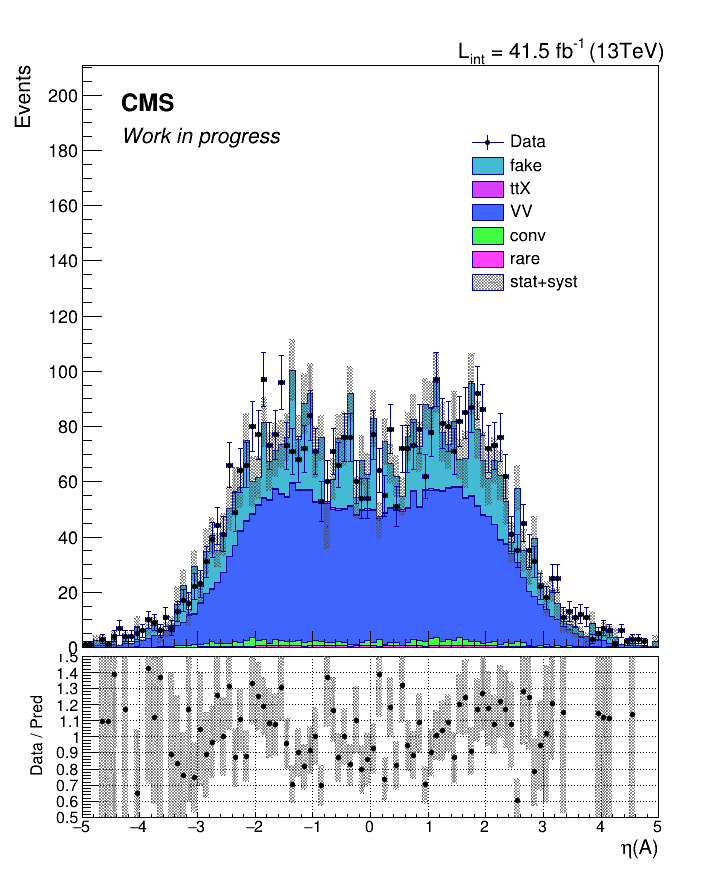 L_int = 41.5 fb^-1 (13TeV)
Events
CMS
Work in progress
200
180
160
140
120
100
80
60
40
20
0
Data
fake
ttX
VV
conv
rare
stat+syst
Data / Pred
1.5
1.4
1.3
1.2
1.1
1
0.9
0.8
0.7
0.6
0.5
−5 −4 −3 −2 −1 0 1 2 3 4 5
η(A)